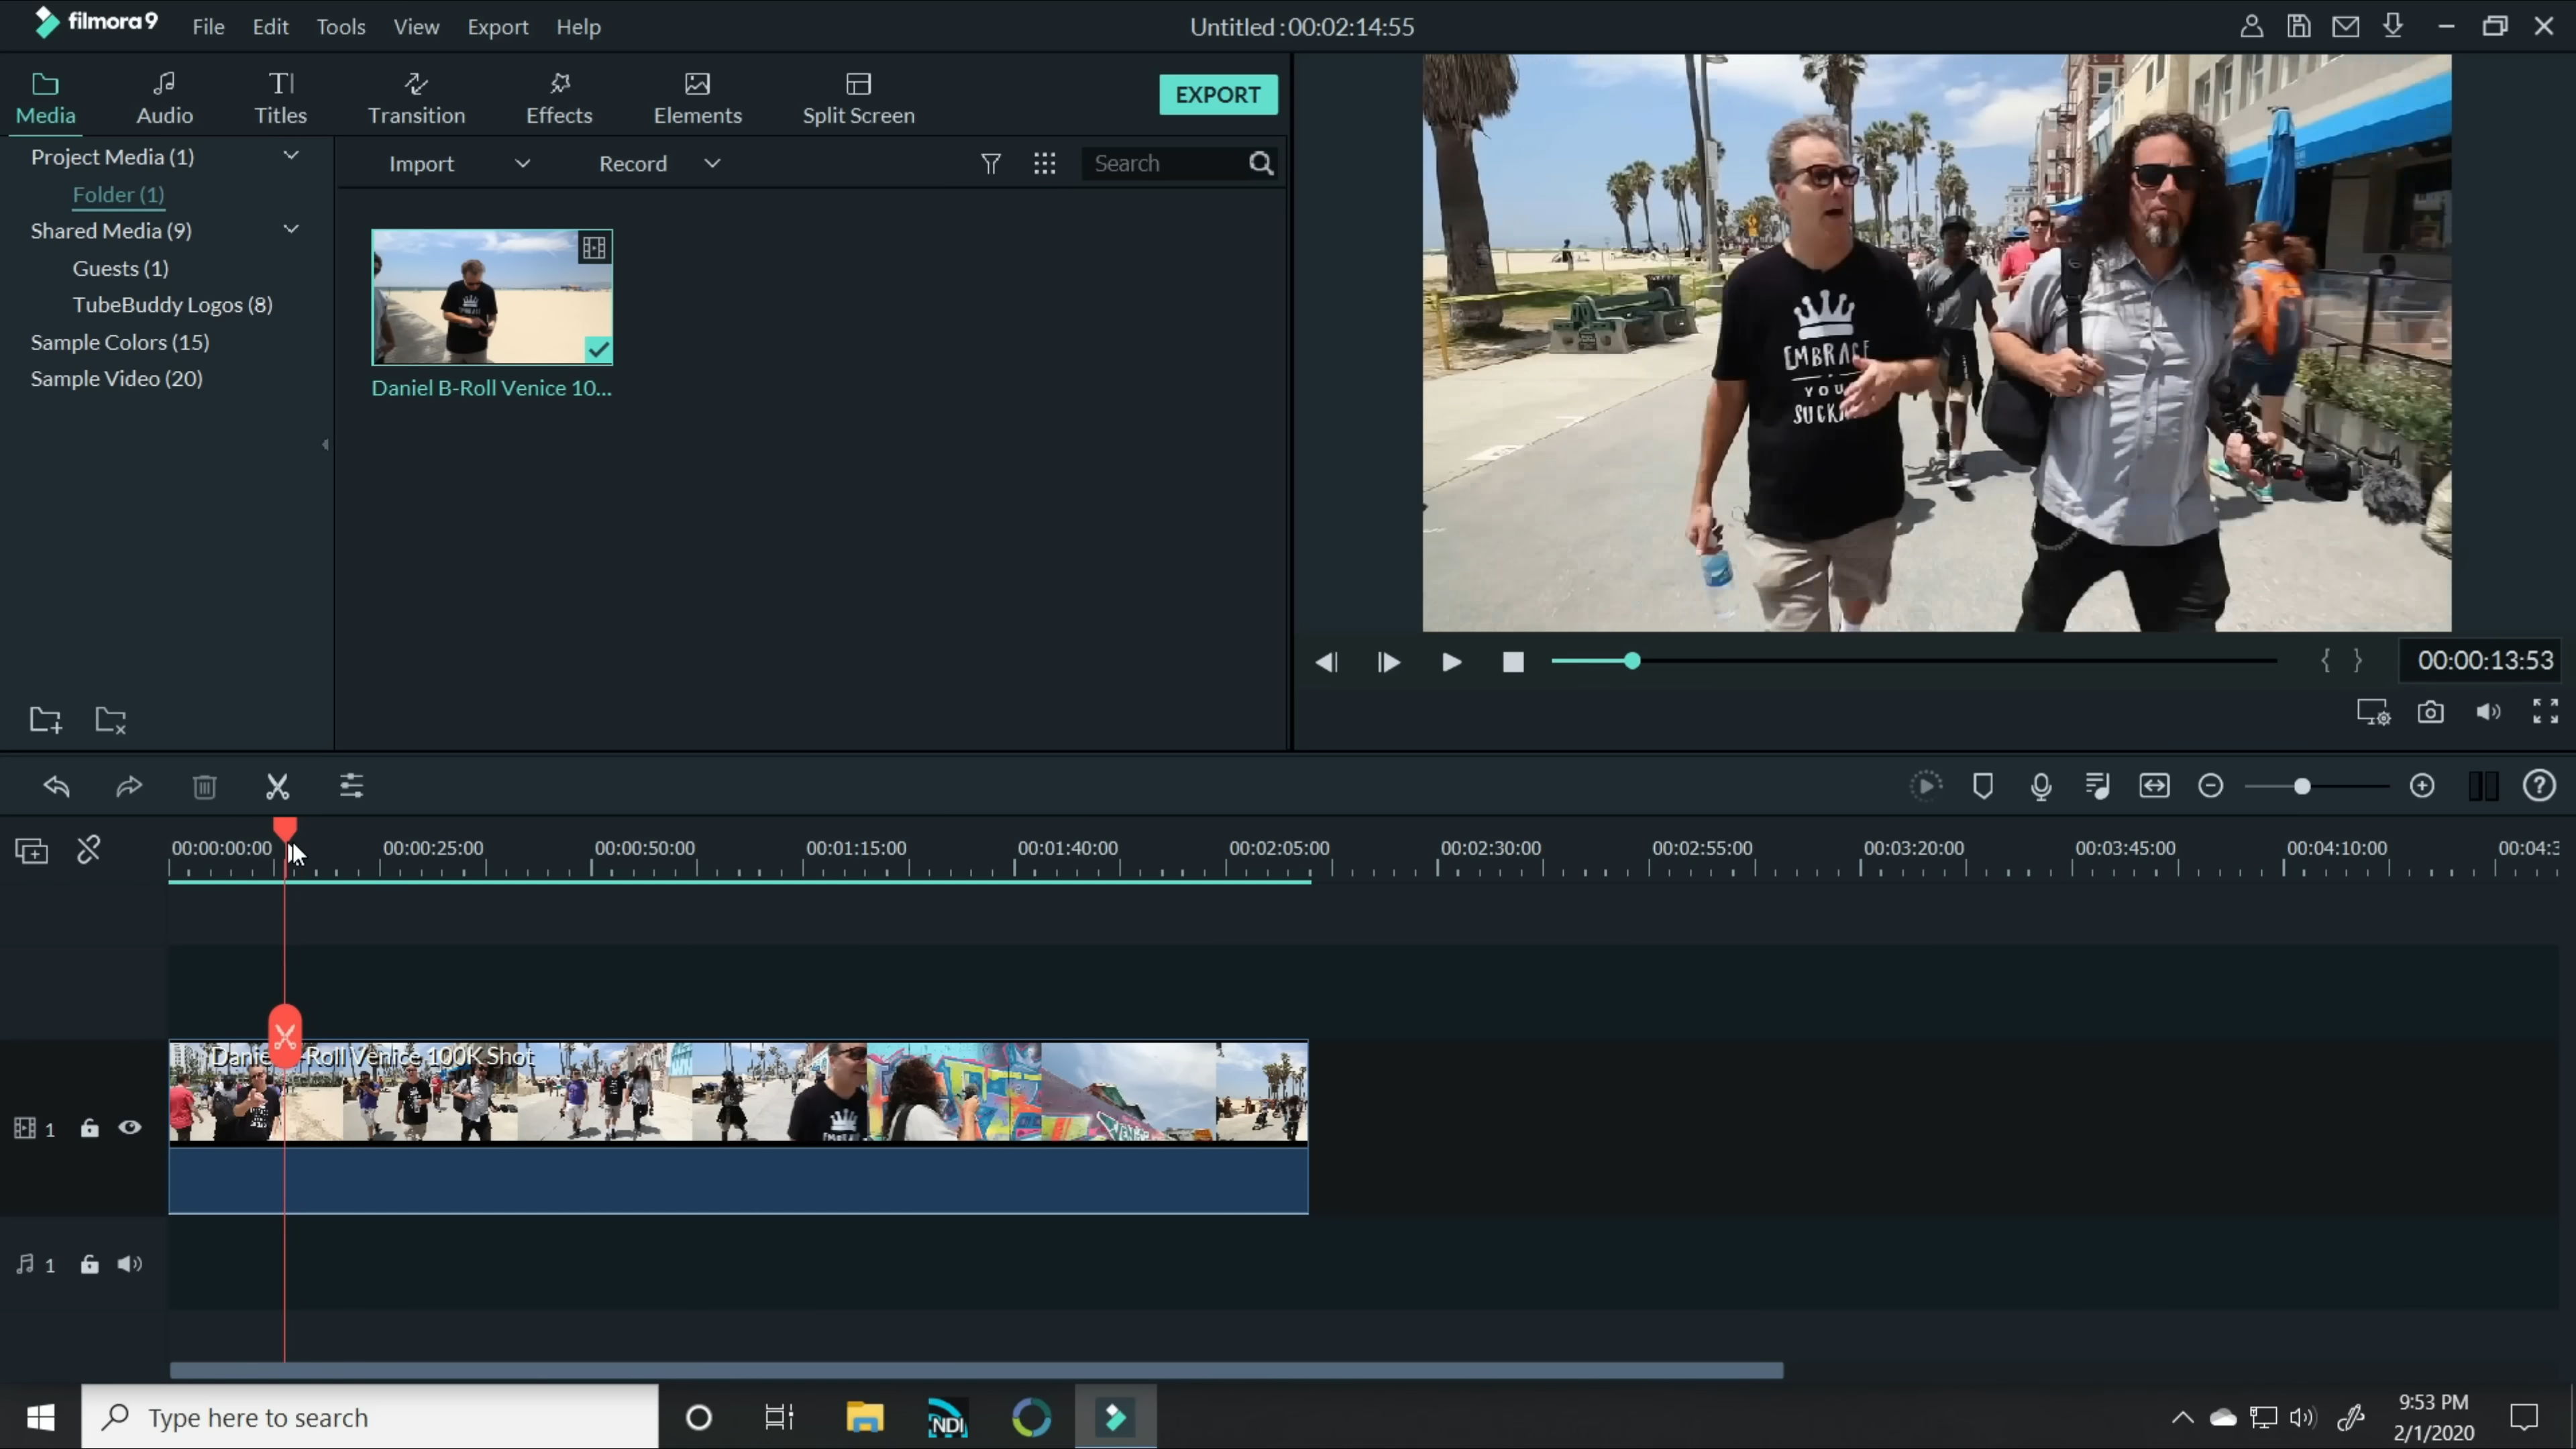 filmora9 File Edit Tools View Export Help Untitled : 00:02:14:55
Media Audio Titles Transition Effects Elements Split Screen EXPORT
Project Media (1)
Folder (1)
Shared Media (9)
Guests (1)
TubeBuddy Logos (8)
Sample Colors (15)
Sample Video (20)
Import Record Search
Daniel B-Roll Venice 10...
EMBRACE
YOU
SUCK
{ } 00:00:13:53
00:00:00:00 00:00:25:00 00:00:50:00 00:01:15:00 00:01:40:00 00:02:05:00 00:02:30:00 00:02:55:00 00:03:20:00 00:03:45:00 00:04:10:00 00:04:3
Danie -Roll Venice 100K Shot
1
1
Type here to search
NDI
9:53 PM
2/1/2020